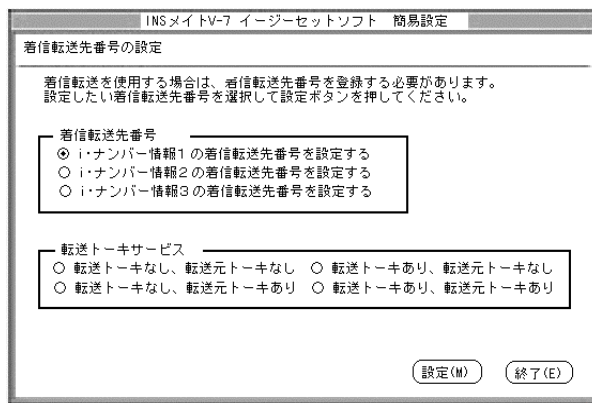 INSメイトV-7 イージーセットソフト 簡易設定
着信転送先番号の設定
着信転送を使用する場合は、着信転送先番号を登録する必要があります。
設定したい着信転送先番号を選択して設定ボタンを押してください。
着信転送先番号
i・ナンバー情報1の着信転送先番号を設定する
i・ナンバー情報2の着信転送先番号を設定する
i・ナンバー情報3の着信転送先番号を設定する
転送トーキサービス
転送トーキなし、転送元トーキなし 転送トーキあり、転送元トーキなし
転送トーキなし、転送元トーキあり 転送トーキあり、転送元トーキあり
設定(M) 終了(E)